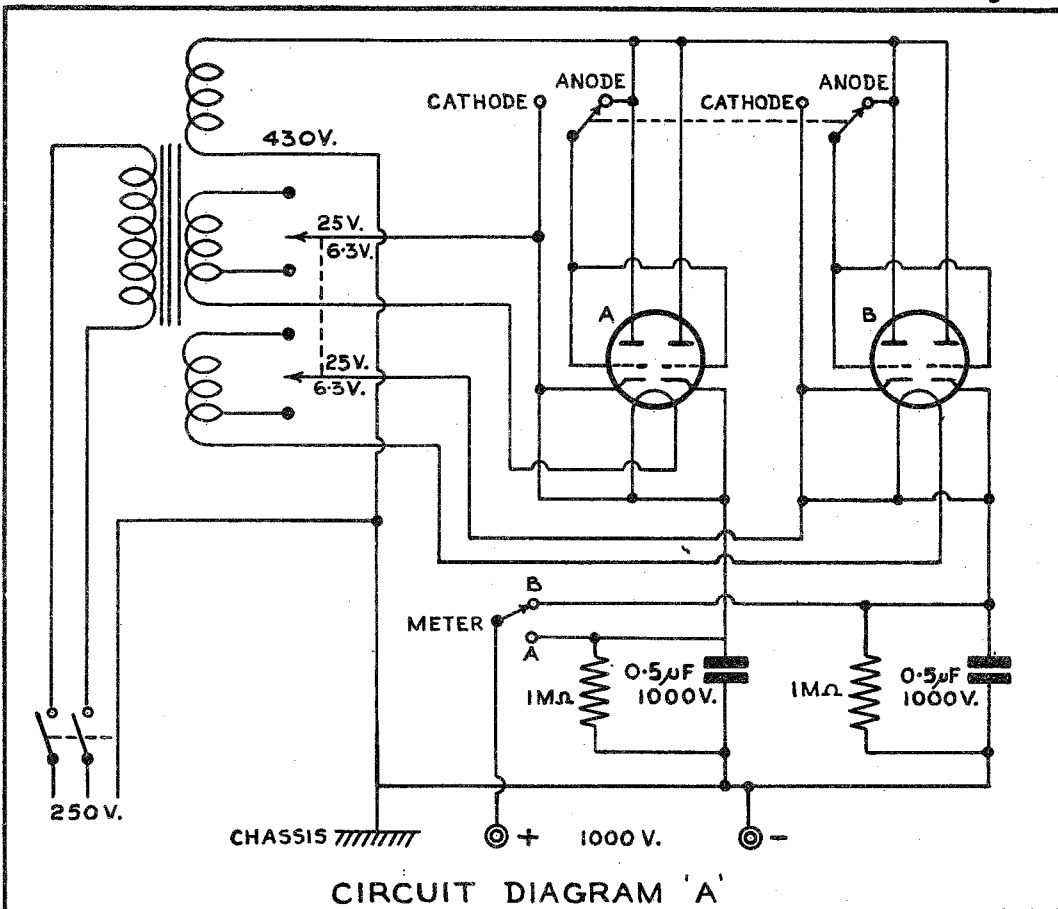 CATHODE
ANODE
CATHODE
ANODE
430V.
25V.
6·3V.
25V.
6·3V.
A
B
METER
B
A
1MΩ
0·5µF
1000V.
1MΩ
0·5µF
1000V.
250V.
CHASSIS
+ 1000V. -
CIRCUIT DIAGRAM 'A'